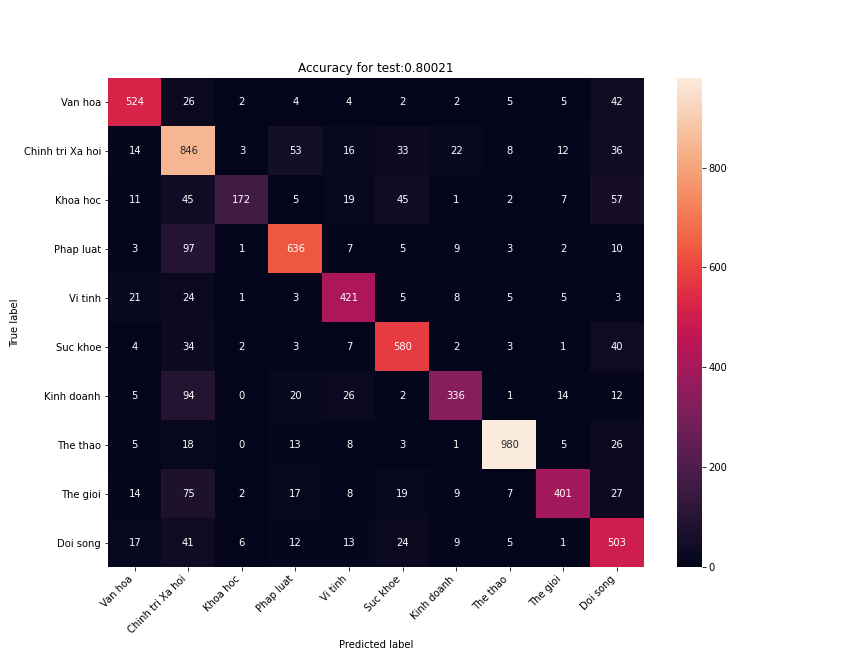 Accuracy for test:0.80021
True label
Van hoa 524 26 2 4 4 2 2 5 5 42
Chinh tri Xa hoi 14 846 3 53 16 33 22 8 12 36
Khoa hoc 11 45 172 5 19 45 1 2 7 57
Phap luat 3 97 1 636 7 5 9 3 2 10
Vi tinh 21 24 1 3 421 5 8 5 5 3
Suc khoe 4 34 2 3 7 580 2 3 1 40
Kinh doanh 5 94 0 20 26 2 336 1 14 12
The thao 5 18 0 13 8 3 1 980 5 26
The gioi 14 75 2 17 8 19 9 7 401 27
Doi song 17 41 6 12 13 24 9 5 1 503
Van hoa Chinh tri Xa hoi Khoa hoc Phap luat Vi tinh Suc khoe Kinh doanh The thao The gioi Doi song
Predicted label
800
600
400
200
0